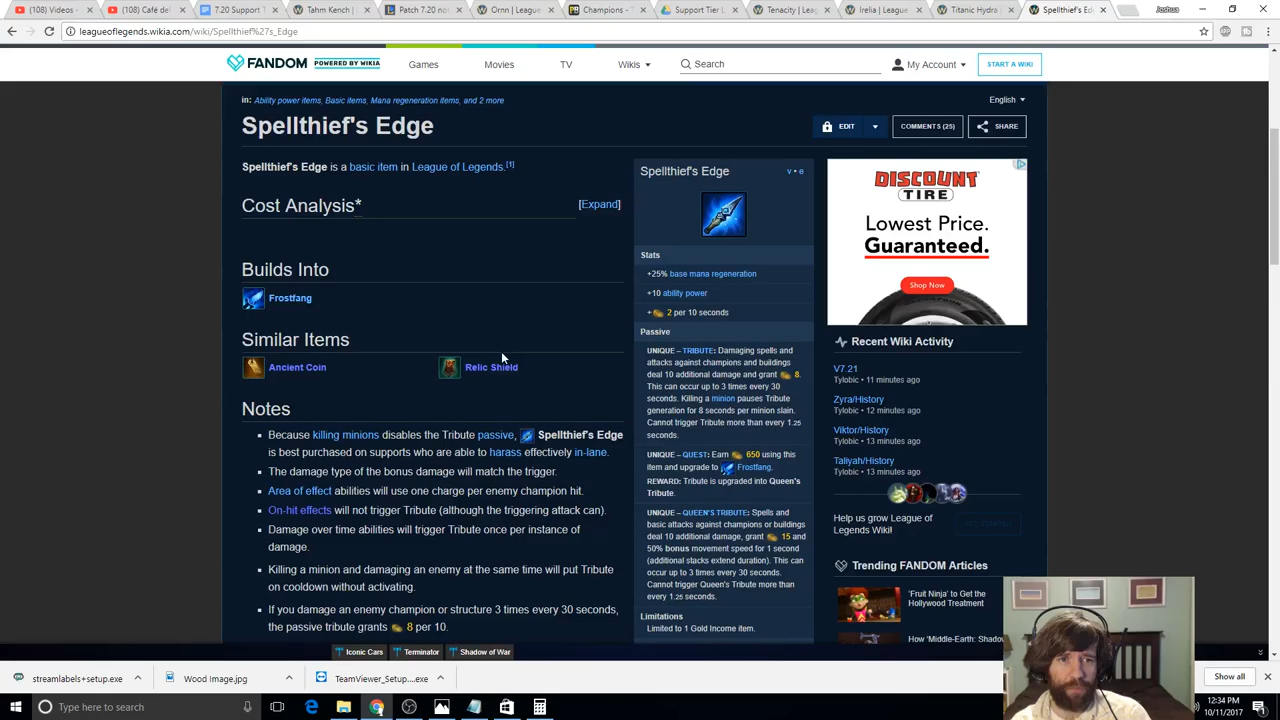 (108) Videos -
(108) Café del
7.20 Support T
Tahm Kench |
Patch 7.20 no
Orrn | League
Champions -
Support Tier L
Tenacity | Leag
Irelia | League
Titanic Hydra
Spellthief's Edg
Joshua
leagueoflegends.wikia.com/wiki/Spellthief%27s_Edge
FANDOM POWERED BY WIKIA
Games
Movies
TV
Wikis
Search
My Account
START A WIKI
in: Ability power items, Basic items, Mana regeneration items, and 2 more
English
Spellthief's Edge
EDIT
COMMENTS (25)
SHARE
Spellthief's Edge is a basic item in League of Legends.[1]
Cost Analysis*
[Expand]
Builds Into
Frostfang
Similar Items
Ancient Coin
Relic Shield
Notes
Because killing minions disables the Tribute passive, Spellthief's Edge
is best purchased on supports who are able to harass effectively in-lane.
The damage type of the damage will match the trigger.
Area of effect abilities will use one charge per enemy champion hit.
On-hit effects will not trigger Tribute (although the triggering attack can).
Damage over time abilities will trigger Tribute once per instance of
damage.
Killing a minion and damaging an enemy at the same time will put Tribute
on cooldown without activating.
If you damage an enemy champion or structure 3 times every 30 seconds,
the passive tribute grants 8 per 10.
Spellthief's Edge
v • e
Stats
+25% base mana regeneration
+10 ability power
+ 2 per 10 seconds
Passive
UNIQUE – TRIBUTE: Damaging spells and
attacks against champions and buildings
deal 10 additional damage and grant 8.
This can occur up to 3 times every 30
seconds. Killing a minion pauses Tribute
generation for 8 seconds per minion slain.
Cannot trigger Tribute more than every 1.25
seconds.
UNIQUE – QUEST: Earn 650 using this
item and upgrade to Frostfang.
REWARD: Tribute is upgraded into Queen's
Tribute.
UNIQUE – QUEEN'S TRIBUTE: Spells and
basic attacks against champions or buildings
deal 10 additional damage, grant 15 and
50% bonus movement speed for 1 second
(additional stacks extend duration). This can
occur up to 3 times every 30 seconds.
Cannot trigger Queen's Tribute more than
every 1.25 seconds.
Limitations
Limited to 1 Gold Income item.
DISCOUNT
TIRE
Lowest Price.
Guaranteed.
Shop Now
Recent Wiki Activity
V7.21
Tylobic • 11 minutes ago
Zyra/History
Tylobic • 12 minutes ago
Viktor/History
Tylobic • 13 minutes ago
Taliyah/History
Tylobic • 13 minutes ago
Help us grow League of
Legends Wiki!
GET STARTED
Trending FANDOM Articles
'Fruit Ninja' to Get the
Hollywood Treatment
How 'Middle-Earth: Shadow
Iconic Cars
Terminator
Shadow of War
streamlabels+setup.exe
Wood Image.jpg
TeamViewer_Setup....exe
Show all
Type here to search
12:34 PM
10/11/2017